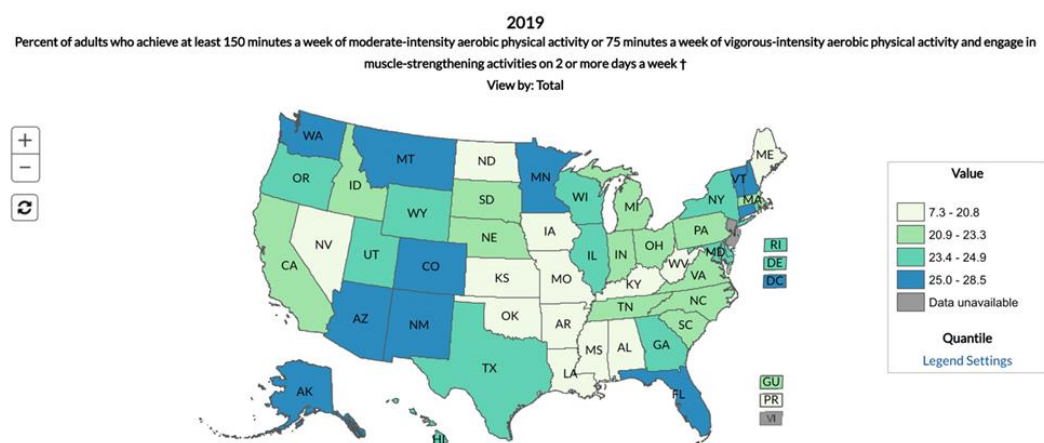 2019
Percent of adults who achieve at least 150 minutes a week of moderate-intensity aerobic physical activity or 75 minutes a week of vigorous-intensity aerobic physical activity and engage in
muscle-strengthening activities on 2 or more days a week †
View by: Total
WA
MT
ND
MN
ME
VT
OR
ID
WY
SD
WI
MI
NY
MA
NE
IA
PA
NV
UT
CO
IL
IN
OH
MD
CA
KS
MO
KY
WV
VA
AZ
NM
OK
AR
TN
NC
SC
TX
LA
MS
AL
GA
FL
AK
HI
RI
DE
DC
GU
PR
VI
Value
7.3 - 20.8
20.9 - 23.3
23.4 - 24.9
25.0 - 28.5
Data unavailable
Quantile
Legend Settings